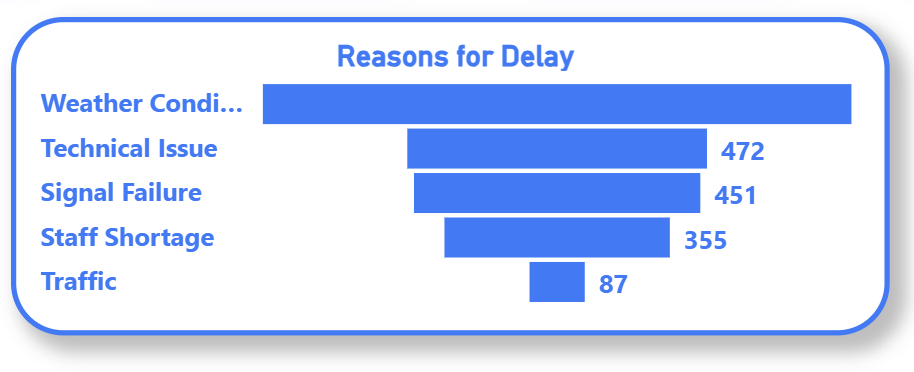 Reasons for Delay
Weather Condi...
Technical Issue 472
Signal Failure 451
Staff Shortage 355
Traffic 87